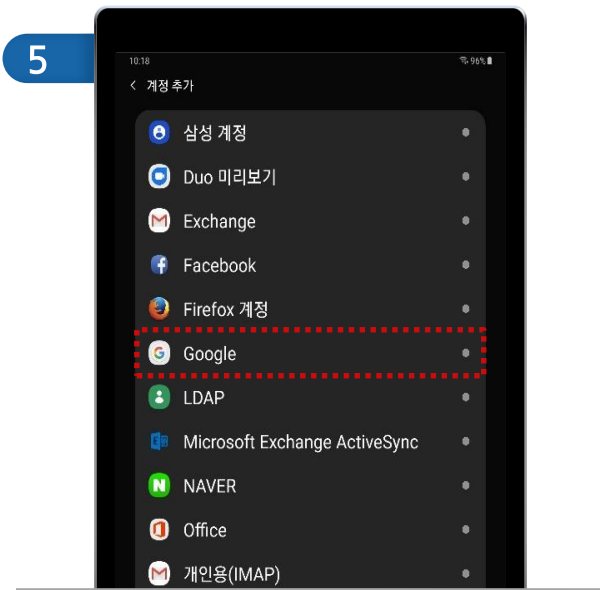 5
10:18
96%
계정 추가
삼성 계정
Duo 미리보기
Exchange
Facebook
Firefox 계정
Google
LDAP
Microsoft Exchange ActiveSync
NAVER
Office
개인용(IMAP)